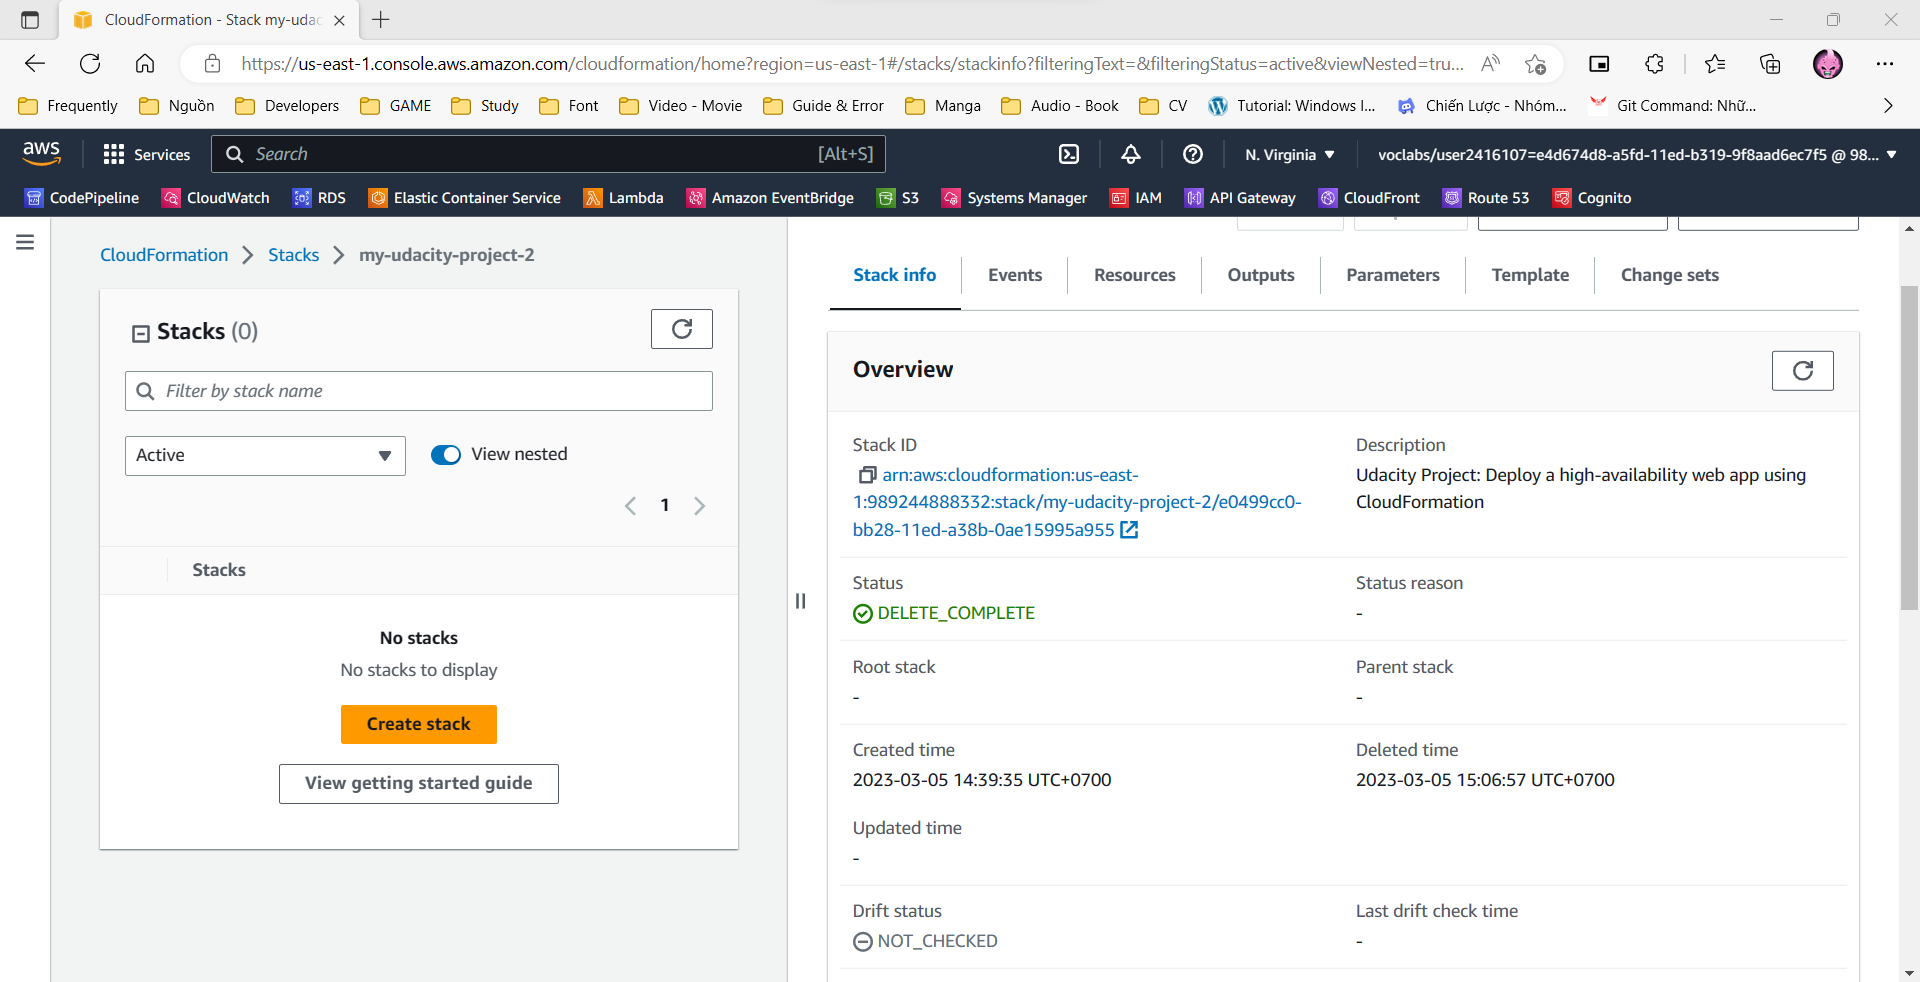 CloudFormation - Stack my-udac
https://us-east-1.console.aws.amazon.com/cloudformation/home?region=us-east-1#/stacks/stackinfo?filteringText=&filteringStatus=active&viewNested=tru...
Frequently Nguồn Developers GAME Study Font Video - Movie Guide & Error Manga Audio - Book CV Tutorial: Windows I... Chiến Lược - Nhóm... Git Command: Nhữ...
aws Services Search [Alt+S] N. Virginia voclabs/user2416107=e4d674d8-a5fd-11ed-b319-9f8aad6ec7f5 @ 98...
CodePipeline CloudWatch RDS Elastic Container Service Lambda Amazon EventBridge S3 Systems Manager IAM API Gateway CloudFront Route 53 Cognito
CloudFormation Stacks my-udacity-project-2
Stacks (0)
Filter by stack name
Active View nested
1
Stacks
No stacks
No stacks to display
Create stack
View getting started guide
Stack info Events Resources Outputs Parameters Template Change sets
Overview
Stack ID
arn:aws:cloudformation:us-east-
1:989244888332:stack/my-udacity-project-2/e0499cc0-
bb28-11ed-a38b-0ae15995a955
Description
Udacity Project: Deploy a high-availability web app using
CloudFormation
Status
DELETE_COMPLETE
Status reason
-
Root stack
-
Parent stack
-
Created time
2023-03-05 14:39:35 UTC+0700
Deleted time
2023-03-05 15:06:57 UTC+0700
Updated time
-
Drift status
NOT_CHECKED
Last drift check time
-